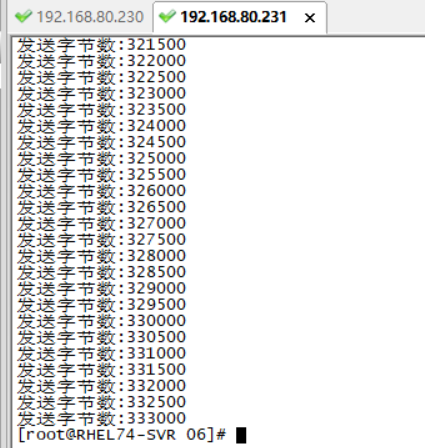 192.168.80.230
192.168.80.231
发送字节数:321500
发送字节数:322000
发送字节数:322500
发送字节数:323000
发送字节数:323500
发送字节数:324000
发送字节数:324500
发送字节数:325000
发送字节数:325500
发送字节数:326000
发送字节数:326500
发送字节数:327000
发送字节数:327500
发送字节数:328000
发送字节数:328500
发送字节数:329000
发送字节数:329500
发送字节数:330000
发送字节数:330500
发送字节数:331000
发送字节数:331500
发送字节数:332000
发送字节数:332500
发送字节数:333000
[root@RHEL74-SVR 06]#